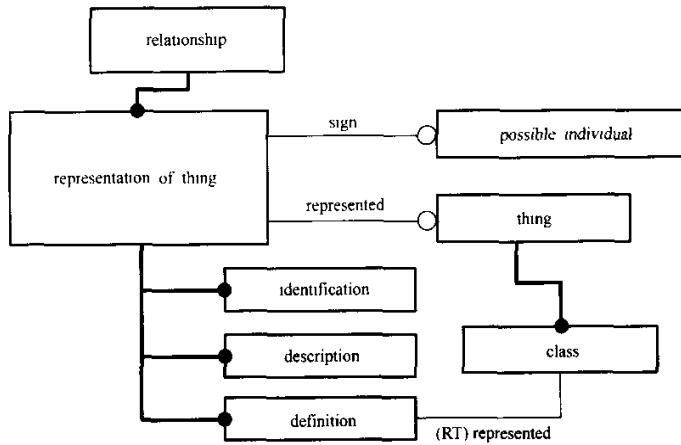 relationship
sign
possible individual
representation of thing
represented
thing
identification
description
class
definition
(RT) represented